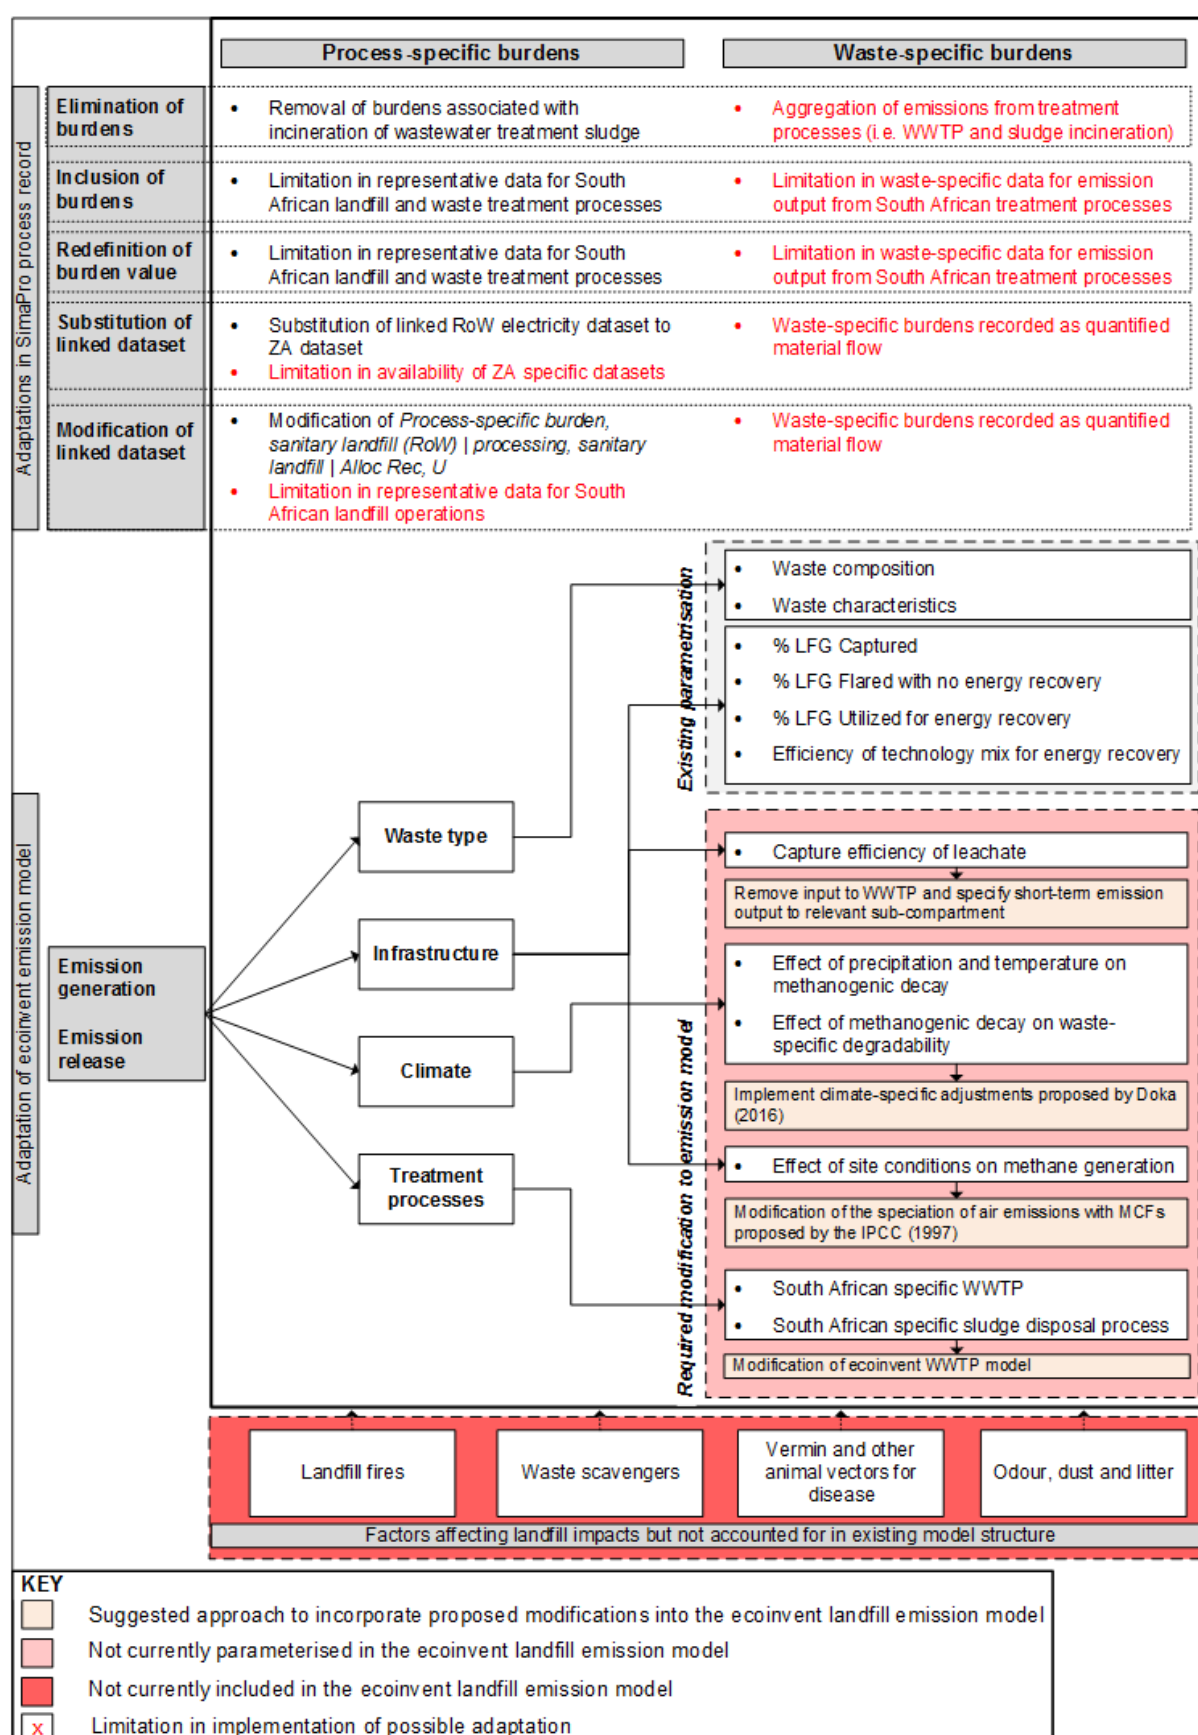 Process-specific burdens
Waste-specific burdens
Adaptations in SimaPro process record
Elimination of
burdens
• Removal of burdens associated with
incineration of wastewater treatment sludge
• Aggregation of emissions from treatment
processes (i.e. WWTP and sludge incineration)
Inclusion of
burdens
• Limitation in representative data for South
African landfill and waste treatment processes
• Limitation in waste-specific data for emission
output from South African treatment processes
Redefinition of
burden value
• Limitation in representative data for South
African landfill and waste treatment processes
• Limitation in waste-specific data for emission
output from South African treatment processes
Substitution of
linked dataset
• Substitution of linked RoW electricity dataset to
ZA dataset
• Limitation in availability of ZA specific datasets
• Waste-specific burdens recorded as quantified
material flow
Modification of
linked dataset
• Modification of Process-specific burden,
sanitary landfill (RoW) | processing, sanitary
landfill | Alloc Rec, U
• Limitation in representative data for South
African landfill operations
• Waste-specific burdens recorded as quantified
material flow
Existing parametrisation
• Waste composition
• Waste characteristics
• % LFG Captured
• % LFG Flared with no energy recovery
• % LFG Utilized for energy recovery
• Efficiency of technology mix for energy recovery
Adaptation of ecoinvent emission model
Emission
generation
Emission
release
Waste type
Infrastructure
Climate
Treatment
processes
Required modification to emission model
• Capture efficiency of leachate
Remove input to WWTP and specify short-term emission
output to relevant sub-compartment
• Effect of precipitation and temperature on
methanogenic decay
• Effect of methanogenic decay on waste-
specific degradability
Implement climate-specific adjustments proposed by Doka
(2016)
• Effect of site conditions on methane generation
Modification of the speciation of air emissions with MCFs
proposed by the IPCC (1997)
• South African specific WWTP
• South African specific sludge disposal process
Modification of ecoinvent WWTP model
Landfill fires
Waste scavengers
Vermin and other
animal vectors for
disease
Odour, dust and litter
Factors affecting landfill impacts but not accounted for in existing model structure
KEY
Suggested approach to incorporate proposed modifications into the ecoinvent landfill emission model
Not currently parameterised in the ecoinvent landfill emission model
Not currently included in the ecoinvent landfill emission model
x Limitation in implementation of possible adaptation